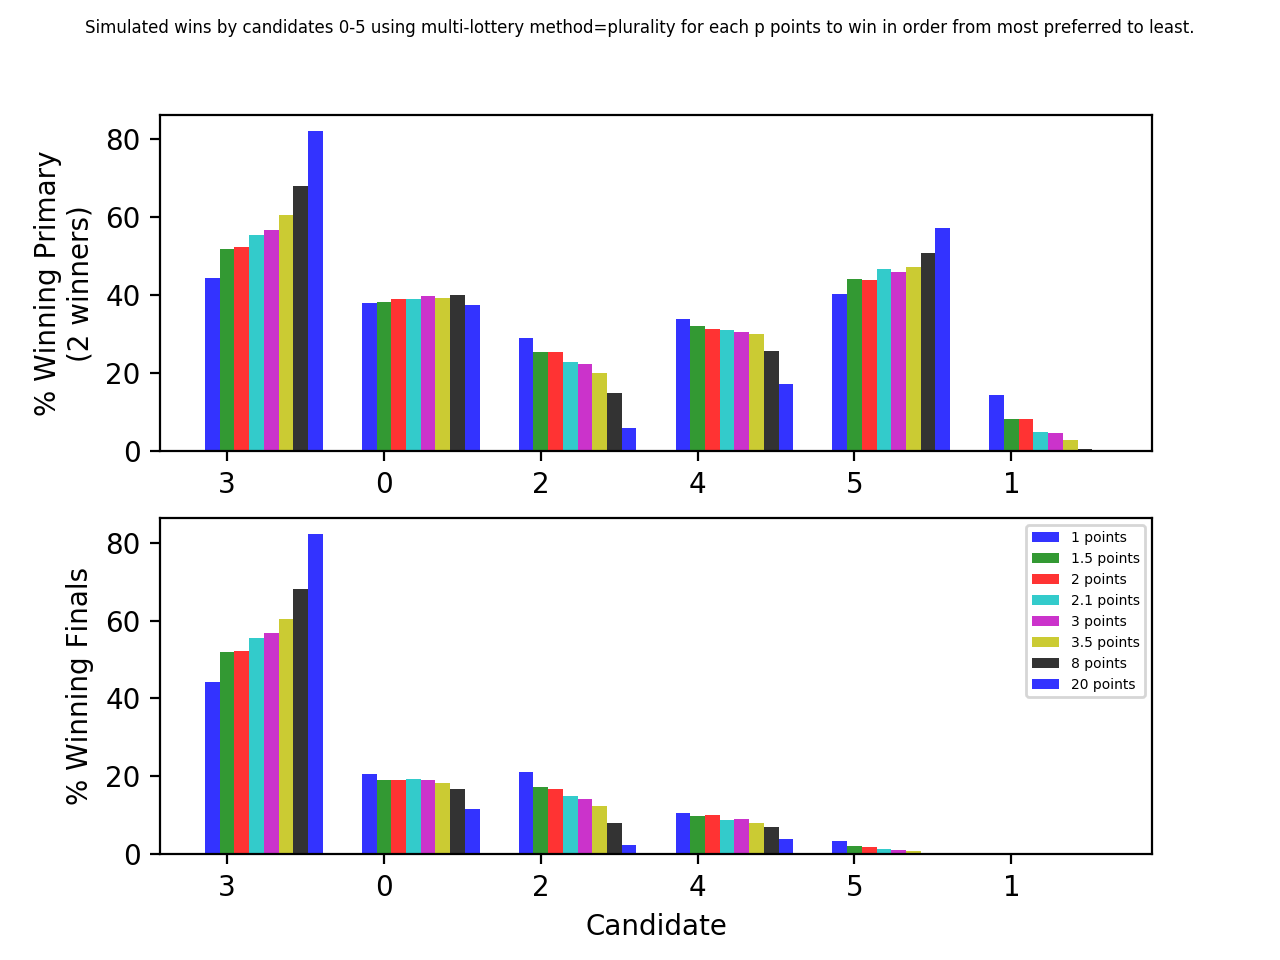 Simulated wins by candidates 0-5 using multi-lottery method=plurality for each p points to win in order from most preferred to least.
% Winning Primary
(2 winners)
80
60
40
20
0
3 0 2 4 5 1
% Winning Finals
80
60
40
20
0
1 points
1.5 points
2 points
2.1 points
3 points
3.5 points
8 points
20 points
3 0 2 4 5 1
Candidate